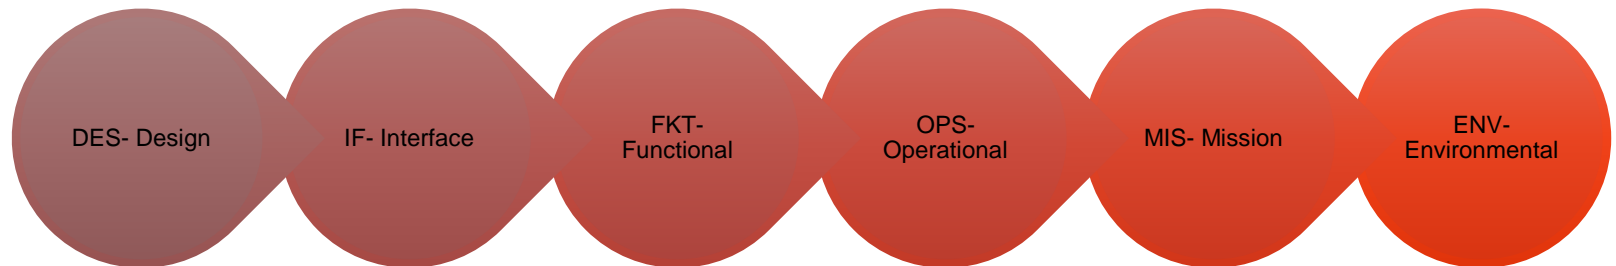 DES- Design
IF- Interface
FKT-
Functional
OPS-
Operational
MIS- Mission
ENV-
Environmental